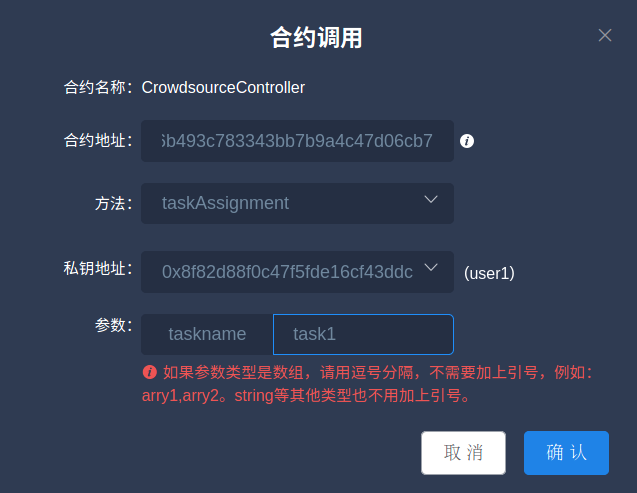 合约调用
合约名称：CrowdsourceController
合约地址：6b493c783343bb7b9a4c47d06cb7
方法：taskAssignment
私钥地址：0x8f82d88f0c47f5fde16cf43ddc (user1)
参数：taskname task1
如果参数类型是数组，请用逗号分隔，不需要加上引号，例如：
arry1,arry2。string等其他类型也不用加上引号。
取消 确认